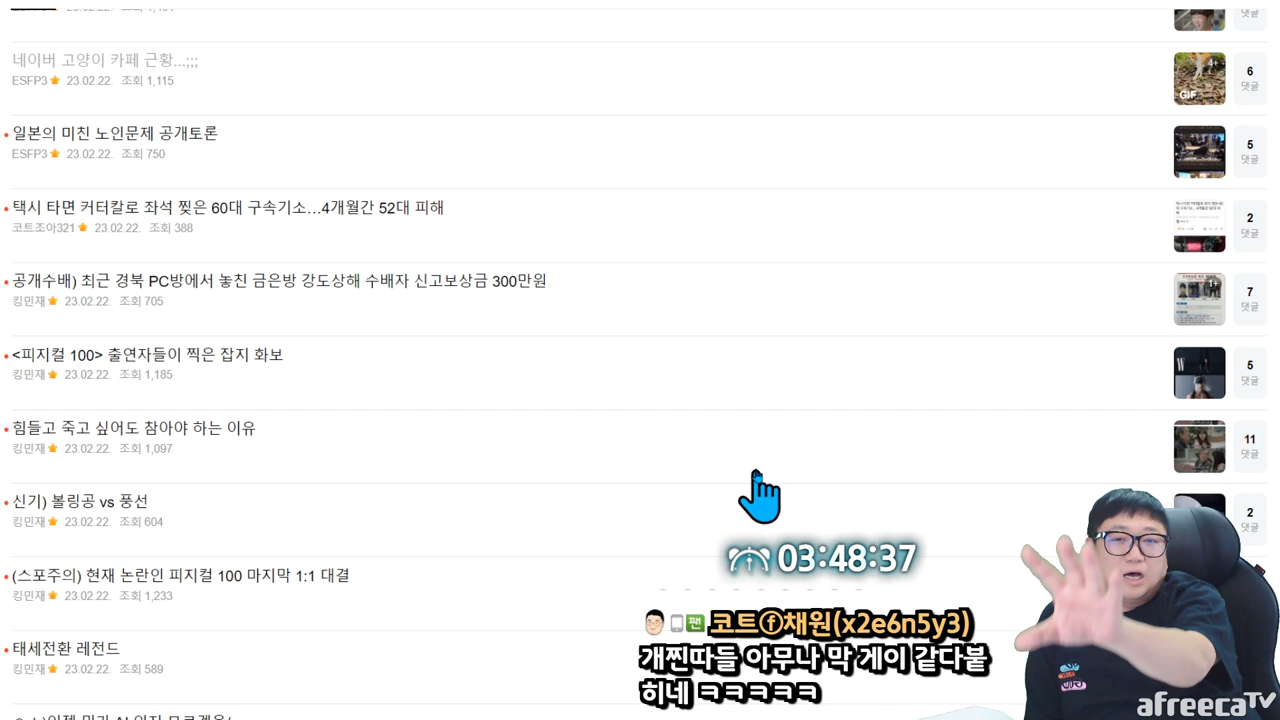 네이버 고양이 카페 근황...;;;
ESFP3 23.02.22. 조회 1,115
GIF
4+
6
댓글
일본의 미친 노인문제 공개토론
ESFP3 23.02.22. 조회 750
5
댓글
택시 타면 커터칼로 좌석 찢은 60대 구속기소…4개월간 52대 피해
코트조아321 23.02.22. 조회 388
2
댓글
공개수배) 최근 경북 PC방에서 놓친 금은방 강도상해 수배자 신고보상금 300만원
킹민재 23.02.22. 조회 705
1+
7
댓글
<피지컬 100> 출연자들이 찍은 잡지 화보
킹민재 23.02.22. 조회 1,185
W
5
댓글
힘들고 죽고 싶어도 참아야 하는 이유
킹민재 23.02.22. 조회 1,097
11
댓글
신기) 볼링공 vs 풍선
킹민재 23.02.22. 조회 604
2
댓글
(스포주의) 현재 논란인 피지컬 100 마지막 1:1 대결
킹민재 23.02.22. 조회 1,233
태세전환 레전드
킹민재 23.02.22. 조회 589
03:48:37
팬 코트ⓕ채원(x2e6n5y3)
개찐따들 아무나 막 게이 같다붙
히네 ㅋㅋㅋㅋㅋ
afreecaTV